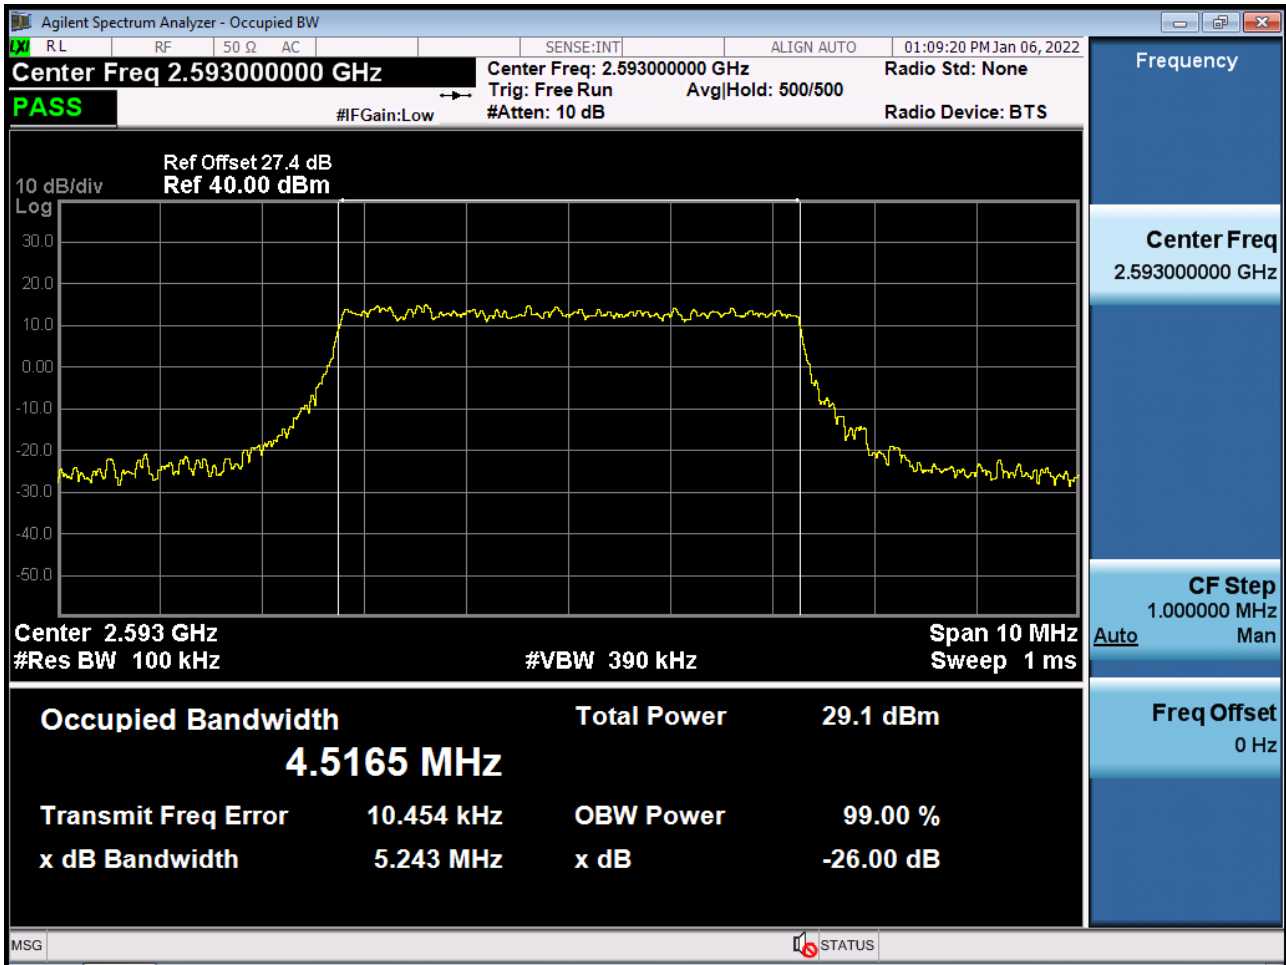 Agilent Spectrum Analyzer - Occupied BW
LXI RL RF 50 Ω AC SENSE:INT ALIGN AUTO 01:09:20 PM Jan 06, 2022
Center Freq 2.593000000 GHz
Center Freq: 2.593000000 GHz Radio Std: None
Trig: Free Run Avg|Hold: 500/500
PASS
#IFGain:Low #Atten: 10 dB Radio Device: BTS
Ref Offset 27.4 dB
10 dB/div Ref 40.00 dBm
Log
30.0
20.0
10.0
0.00
-10.0
-20.0
-30.0
-40.0
-50.0
Center 2.593 GHz Span 10 MHz
#Res BW 100 kHz #VBW 390 kHz Sweep 1 ms
Occupied Bandwidth Total Power 29.1 dBm
4.5165 MHz
Transmit Freq Error 10.454 kHz OBW Power 99.00 %
x dB Bandwidth 5.243 MHz x dB -26.00 dB
Frequency
Center Freq
2.593000000 GHz
CF Step
1.000000 MHz
Auto Man
Freq Offset
0 Hz
MSG STATUS